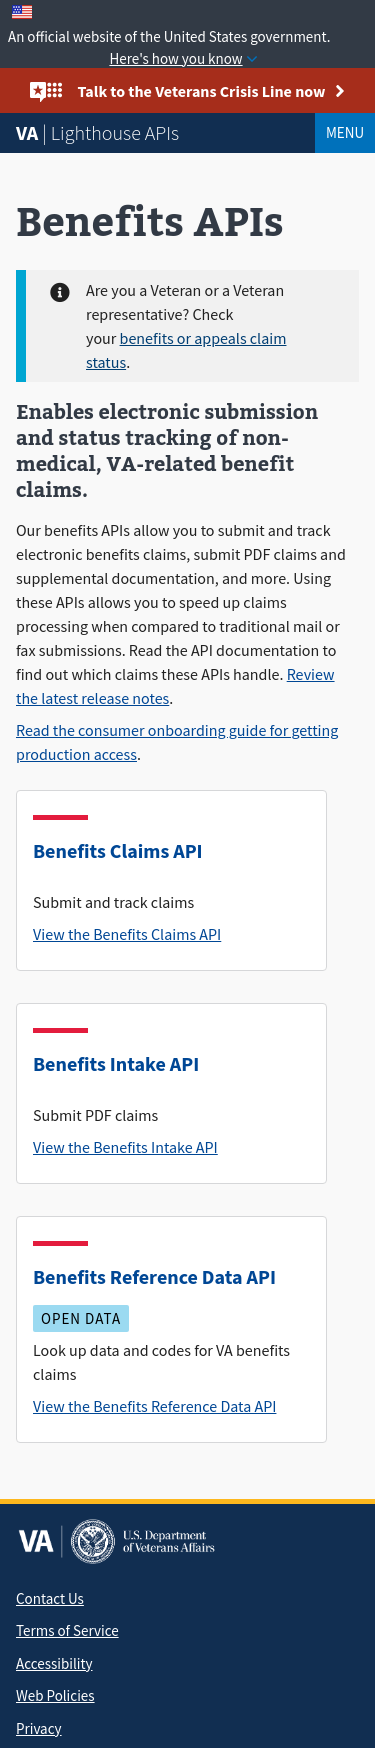 An official website of the United States government.
Here's how you know
Talk to the Veterans Crisis Line now
VA | Lighthouse APIs
MENU
Benefits APIs
Are you a Veteran or a Veteran
representative? Check
your benefits or appeals claim
status.
Enables electronic submission
and status tracking of non-
medical, VA-related benefit
claims.
Our benefits APIs allow you to submit and track
electronic benefits claims, submit PDF claims and
supplemental documentation, and more. Using
these APIs allows you to speed up claims
processing when compared to traditional mail or
fax submissions. Read the API documentation to
find out which claims these APIs handle. Review
the latest release notes.
Read the consumer onboarding guide for getting
production access.
Benefits Claims API
Submit and track claims
View the Benefits Claims API
Benefits Intake API
Submit PDF claims
View the Benefits Intake API
Benefits Reference Data API
OPEN DATA
Look up data and codes for VA benefits
claims
View the Benefits Reference Data API
VA
U.S. Department
of Veterans Affairs
Contact Us
Terms of Service
Accessibility
Web Policies
Privacy